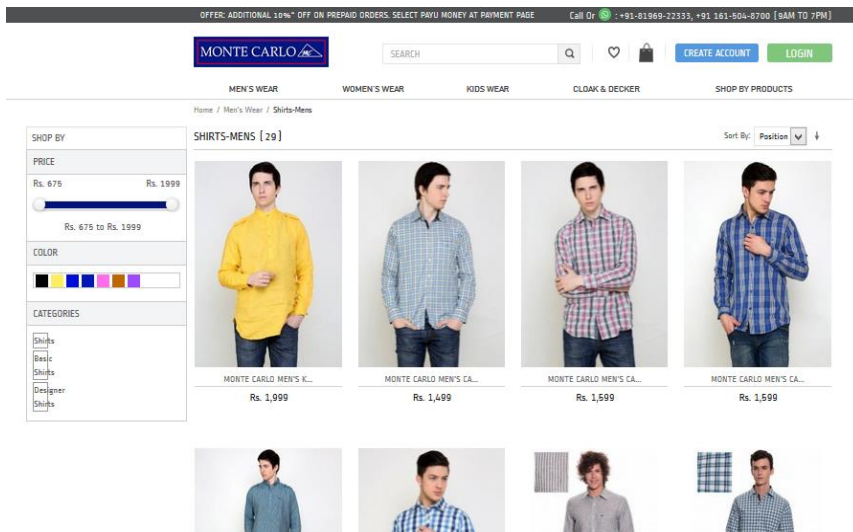 OFFER: ADDITIONAL 10%* OFF ON PREPAID ORDERS. SELECT PAYU MONEY AT PAYMENT PAGE
Call Or : +91-81969-22333, +91 161-504-8700 [9AM TO 7PM]
MONTE CARLO MC
SEARCH
CREATE ACCOUNT
LOGIN
MEN'S WEAR
WOMEN'S WEAR
KIDS WEAR
CLOAK & DECKER
SHOP BY PRODUCTS
Home / Men's Wear / Shirts-Mens
SHOP BY
SHIRTS-MENS [29]
Sort By: Position
PRICE
Rs. 675
Rs. 1999
Rs. 675 to Rs. 1999
COLOR
CATEGORIES
Shirts
Basic
Shirts
Designer
Shirts
MONTE CARLO MEN'S K...
MONTE CARLO MEN'S CA...
MONTE CARLO MEN'S CA...
MONTE CARLO MEN'S CA...
Rs. 1,999
Rs. 1,499
Rs. 1,599
Rs. 1,599